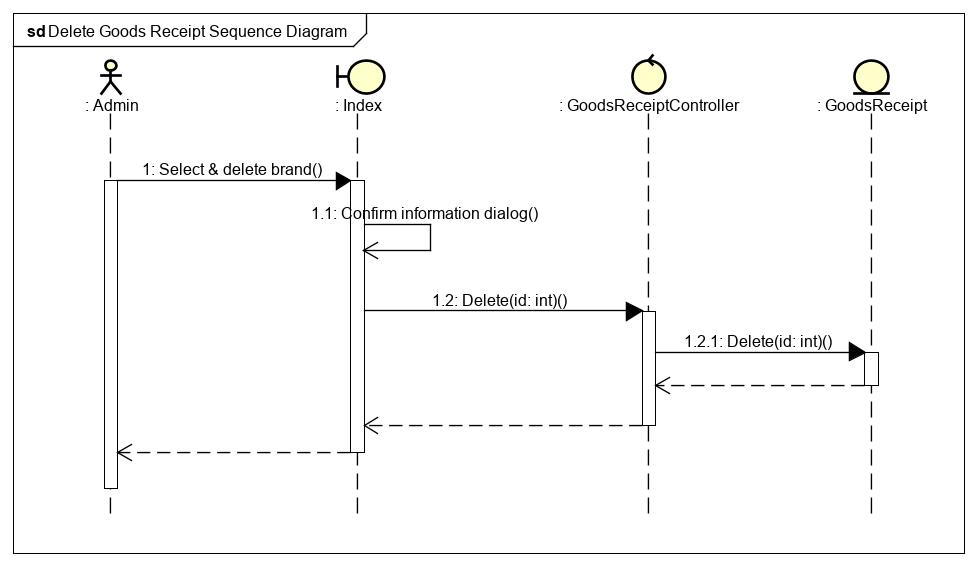 sd Delete Goods Receipt Sequence Diagram
: Admin
: Index
: GoodsReceiptController
: GoodsReceipt
1: Select & delete brand()
1.1: Confirm information dialog()
1.2: Delete(id: int)()
1.2.1: Delete(id: int)()